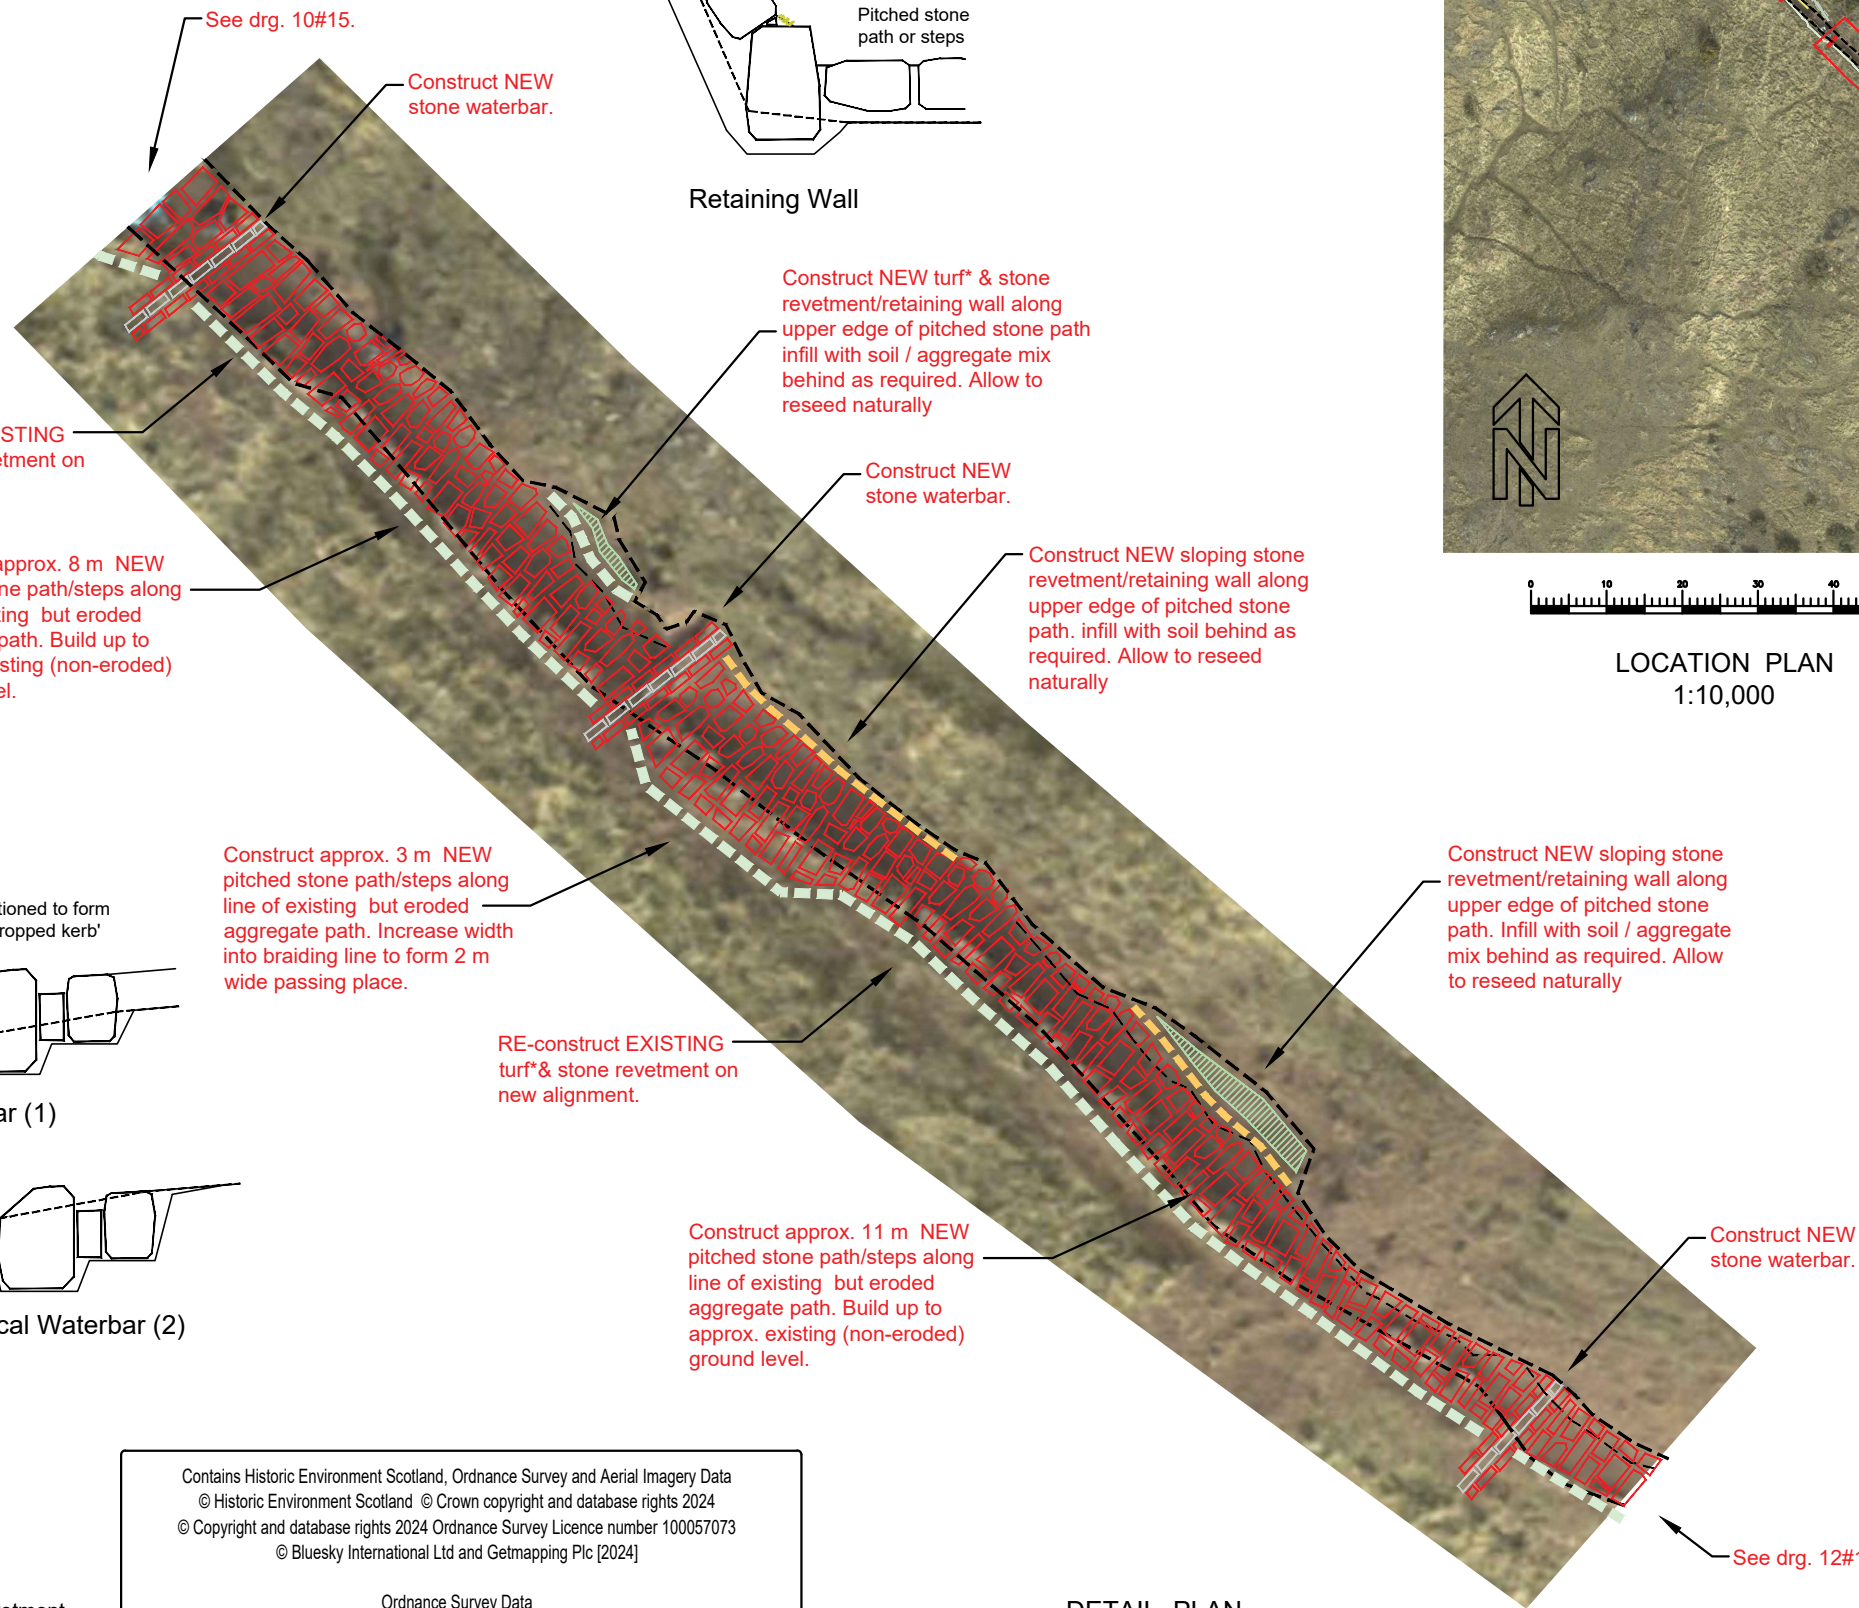 See drg. 10#15.
Construct NEW
stone waterbar.
Pitched stone
path or steps
Retaining Wall
Construct NEW turf* & stone
revetment/retaining wall along
upper edge of pitched stone path
infill with soil / aggregate mix
behind as required. Allow to
reseed naturally
Construct NEW
stone waterbar.
Construct NEW sloping stone
revetment/retaining wall along
upper edge of pitched stone
path. infill with soil behind as
required. Allow to reseed
naturally
N
0 10 20 30 40
LOCATION PLAN
1:10,000
STING
etment on
approx. 8 m NEW
ne path/steps along
ting but eroded
path. Build up to
sting (non-eroded)
el.
Construct approx. 3 m NEW
pitched stone path/steps along
line of existing but eroded
aggregate path. Increase width
into braiding line to form 2 m
wide passing place.
tioned to form
ropped kerb'
ar (1)
cal Waterbar (2)
RE-construct EXISTING
turf*& stone revetment on
new alignment.
Construct NEW sloping stone
revetment/retaining wall along
upper edge of pitched stone
path. Infill with soil / aggregate
mix behind as required. Allow
to reseed naturally
Construct approx. 11 m NEW
pitched stone path/steps along
line of existing but eroded
aggregate path. Build up to
approx. existing (non-eroded)
ground level.
Construct NEW
stone waterbar.
See drg. 12#1
Contains Historic Environment Scotland, Ordnance Survey and Aerial Imagery Data
© Historic Environment Scotland © Crown copyright and database rights 2024
© Copyright and database rights 2024 Ordnance Survey Licence number 100057073
© Bluesky International Ltd and Getmapping Plc [2024]
Ordnance Survey Data
DETAIL PLAN